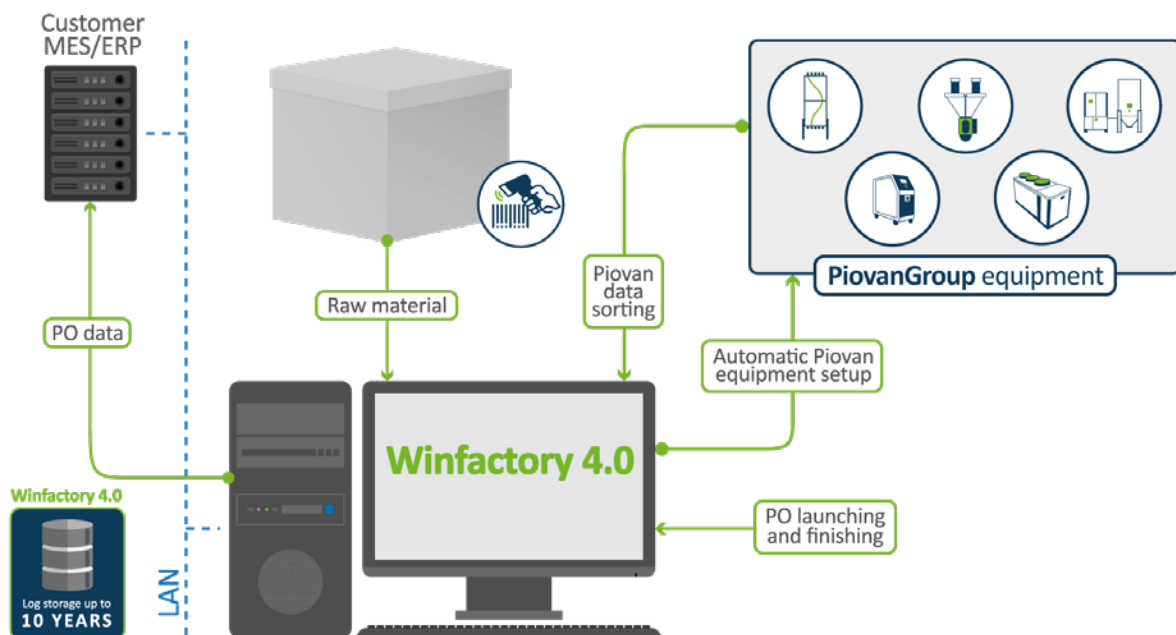 Customer
MES/ERP
PiovanGroup equipment
Raw material
Piovan
data
sorting
PO data
Automatic Piovan
equipment setup
Winfactory 4.0
PO launching
and finishing
Winfactory 4.0
Log storage up to
10 YEARS
LAN